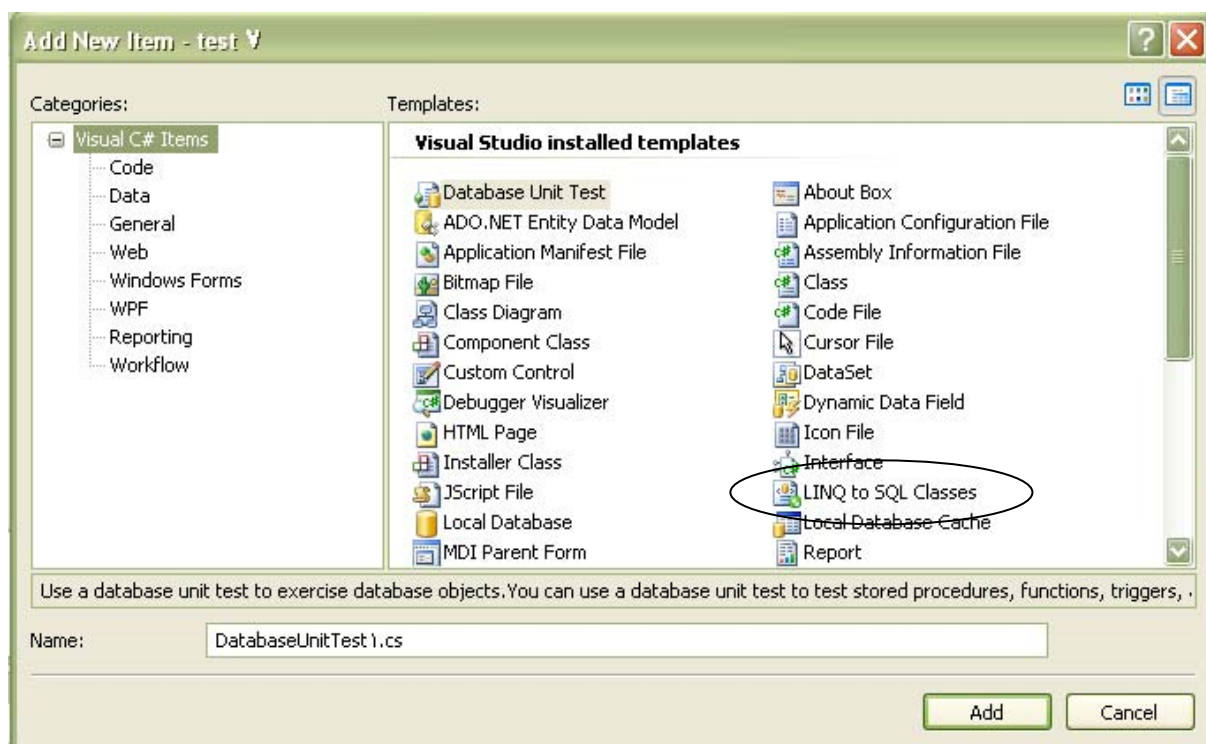 Add New Item - test ۷
Categories:
Visual C# Items
Code
Data
General
Web
Windows Forms
WPF
Reporting
Workflow
Templates:
Visual Studio installed templates
Database Unit Test
ADO.NET Entity Data Model
Application Manifest File
Bitmap File
Class Diagram
Component Class
Custom Control
Debugger Visualizer
HTML Page
Installer Class
JScript File
Local Database
MDI Parent Form
About Box
Application Configuration File
Assembly Information File
Class
Code File
Cursor File
DataSet
Dynamic Data Field
Icon File
Interface
LINQ to SQL Classes
Local Database Cache
Report
Use a database unit test to exercise database objects.You can use a database unit test to test stored procedures, functions, triggers, .
Name:
DatabaseUnitTest۱.cs
Add
Cancel